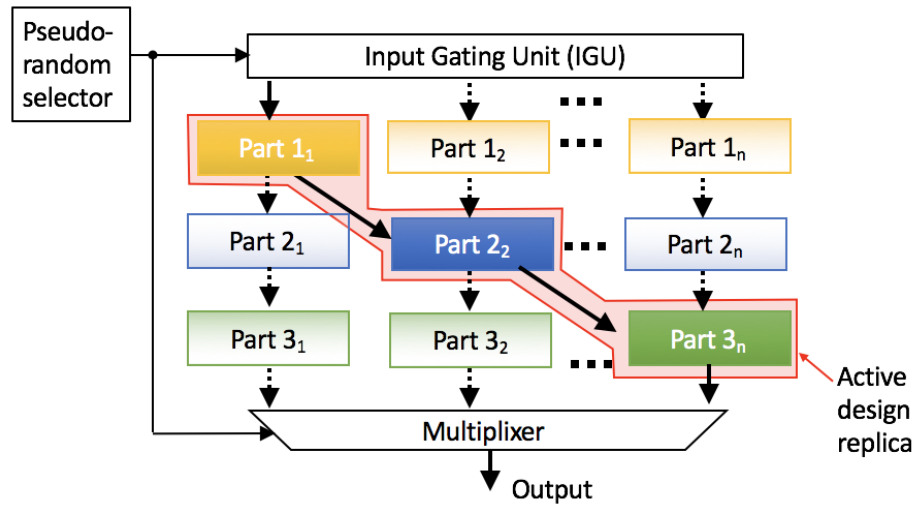 Pseudo-
random
selector
Input Gating Unit (IGU)
Part 1₁
Part 1₂
Part 1ₙ
Part 2₁
Part 2₂
Part 2ₙ
Part 3₁
Part 3₂
Part 3ₙ
Active
design
replica
Multiplixer
Output